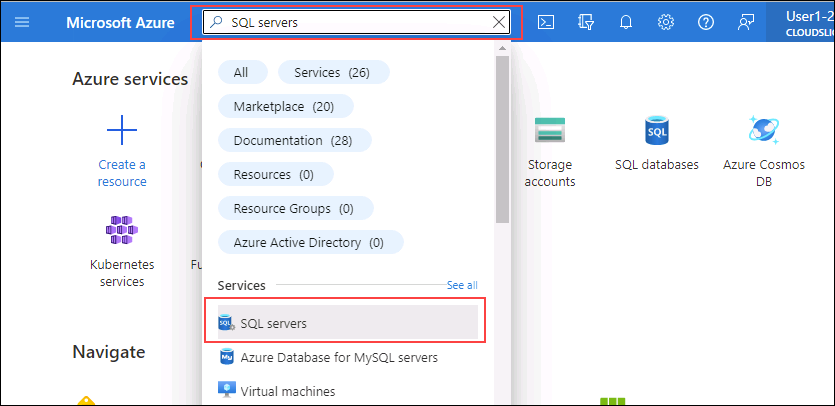 Microsoft Azure
SQL servers
User1-2
CLOUDSLIC
Azure services
All
Services (26)
Marketplace (20)
Documentation (28)
Resources (0)
Resource Groups (0)
Azure Active Directory (0)
Create a
resource
Storage
accounts
SQL databases
Azure Cosmos
DB
Kubernetes
services
Fu
Services
See all
SQL servers
Azure Database for MySQL servers
Virtual machines
Navigate